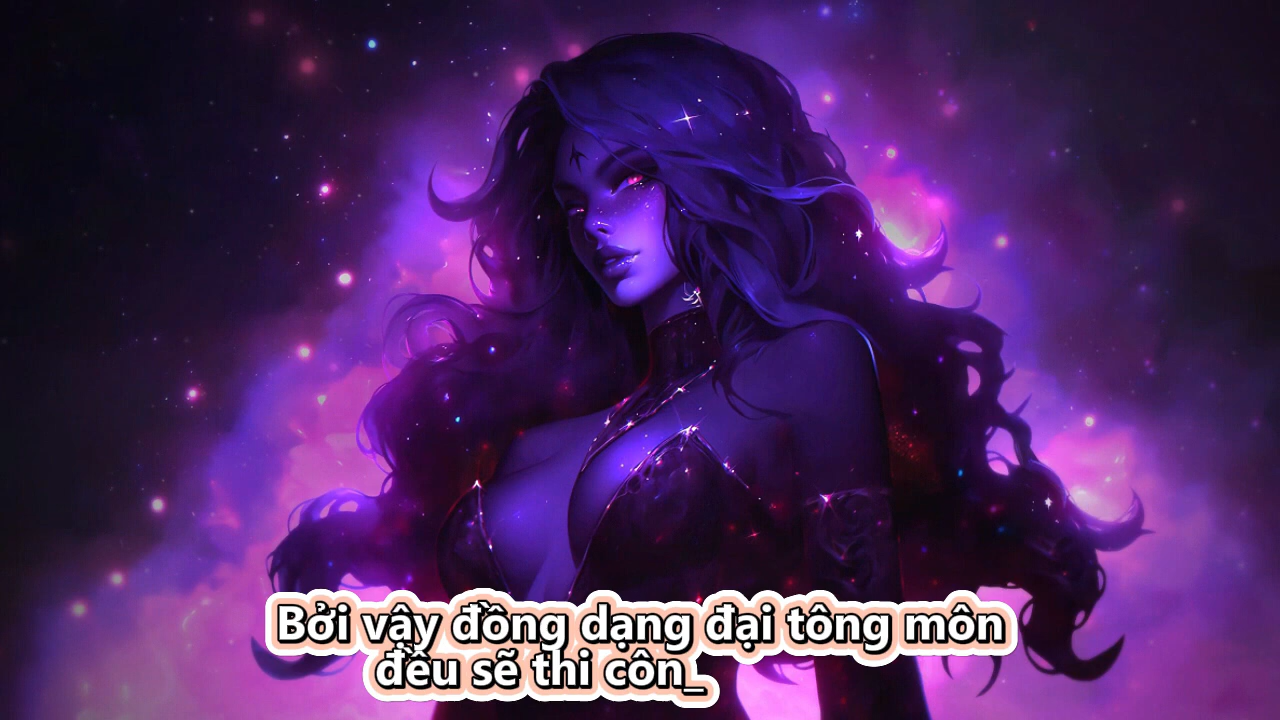 Bởi vậy đồng dạng đại tông môn
đều sẽ thi côn_